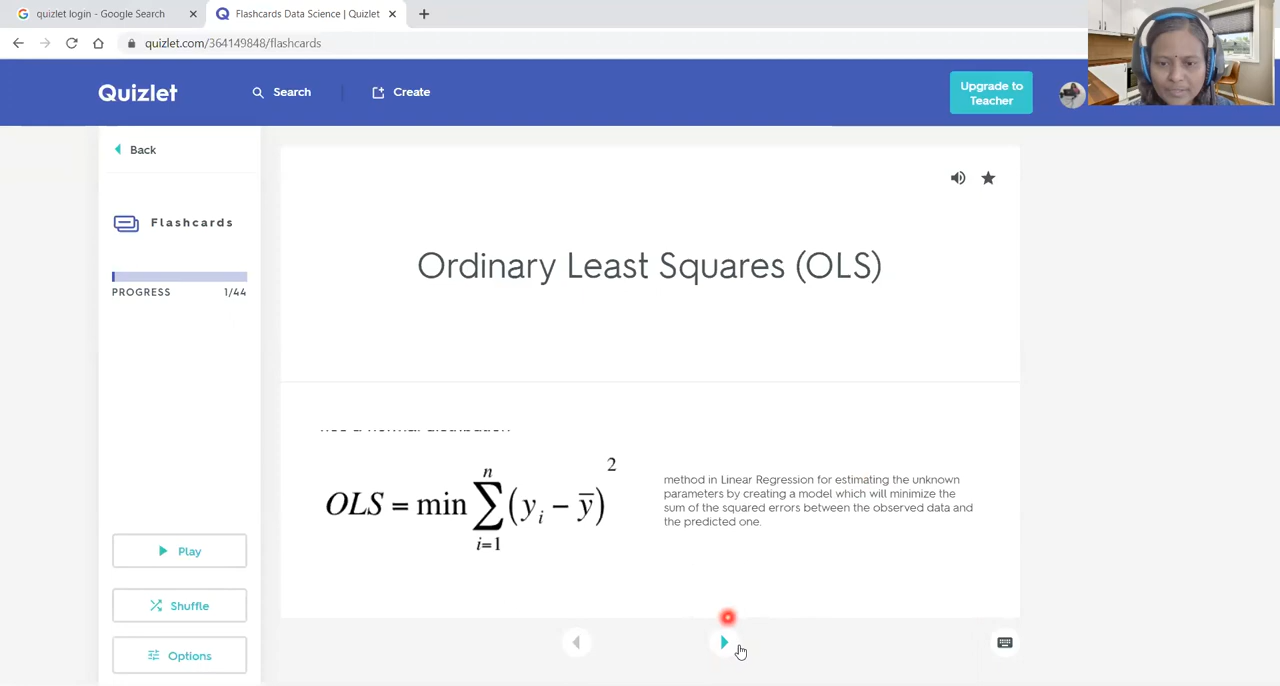 quizlet login - Google Search
Flashcards Data Science | Quizlet
quizlet.com/364149848/flashcards
Quizlet
Search
Create
Upgrade to
Teacher
Back
Flashcards
PROGRESS 1/44
Play
Shuffle
Options
Ordinary Least Squares (OLS)
OLS = min ∑ i=1 n (y i − ȳ) 2
method in Linear Regression for estimating the unknown
parameters by creating a model which will minimize the
sum of the squared errors between the observed data and
the predicted one.